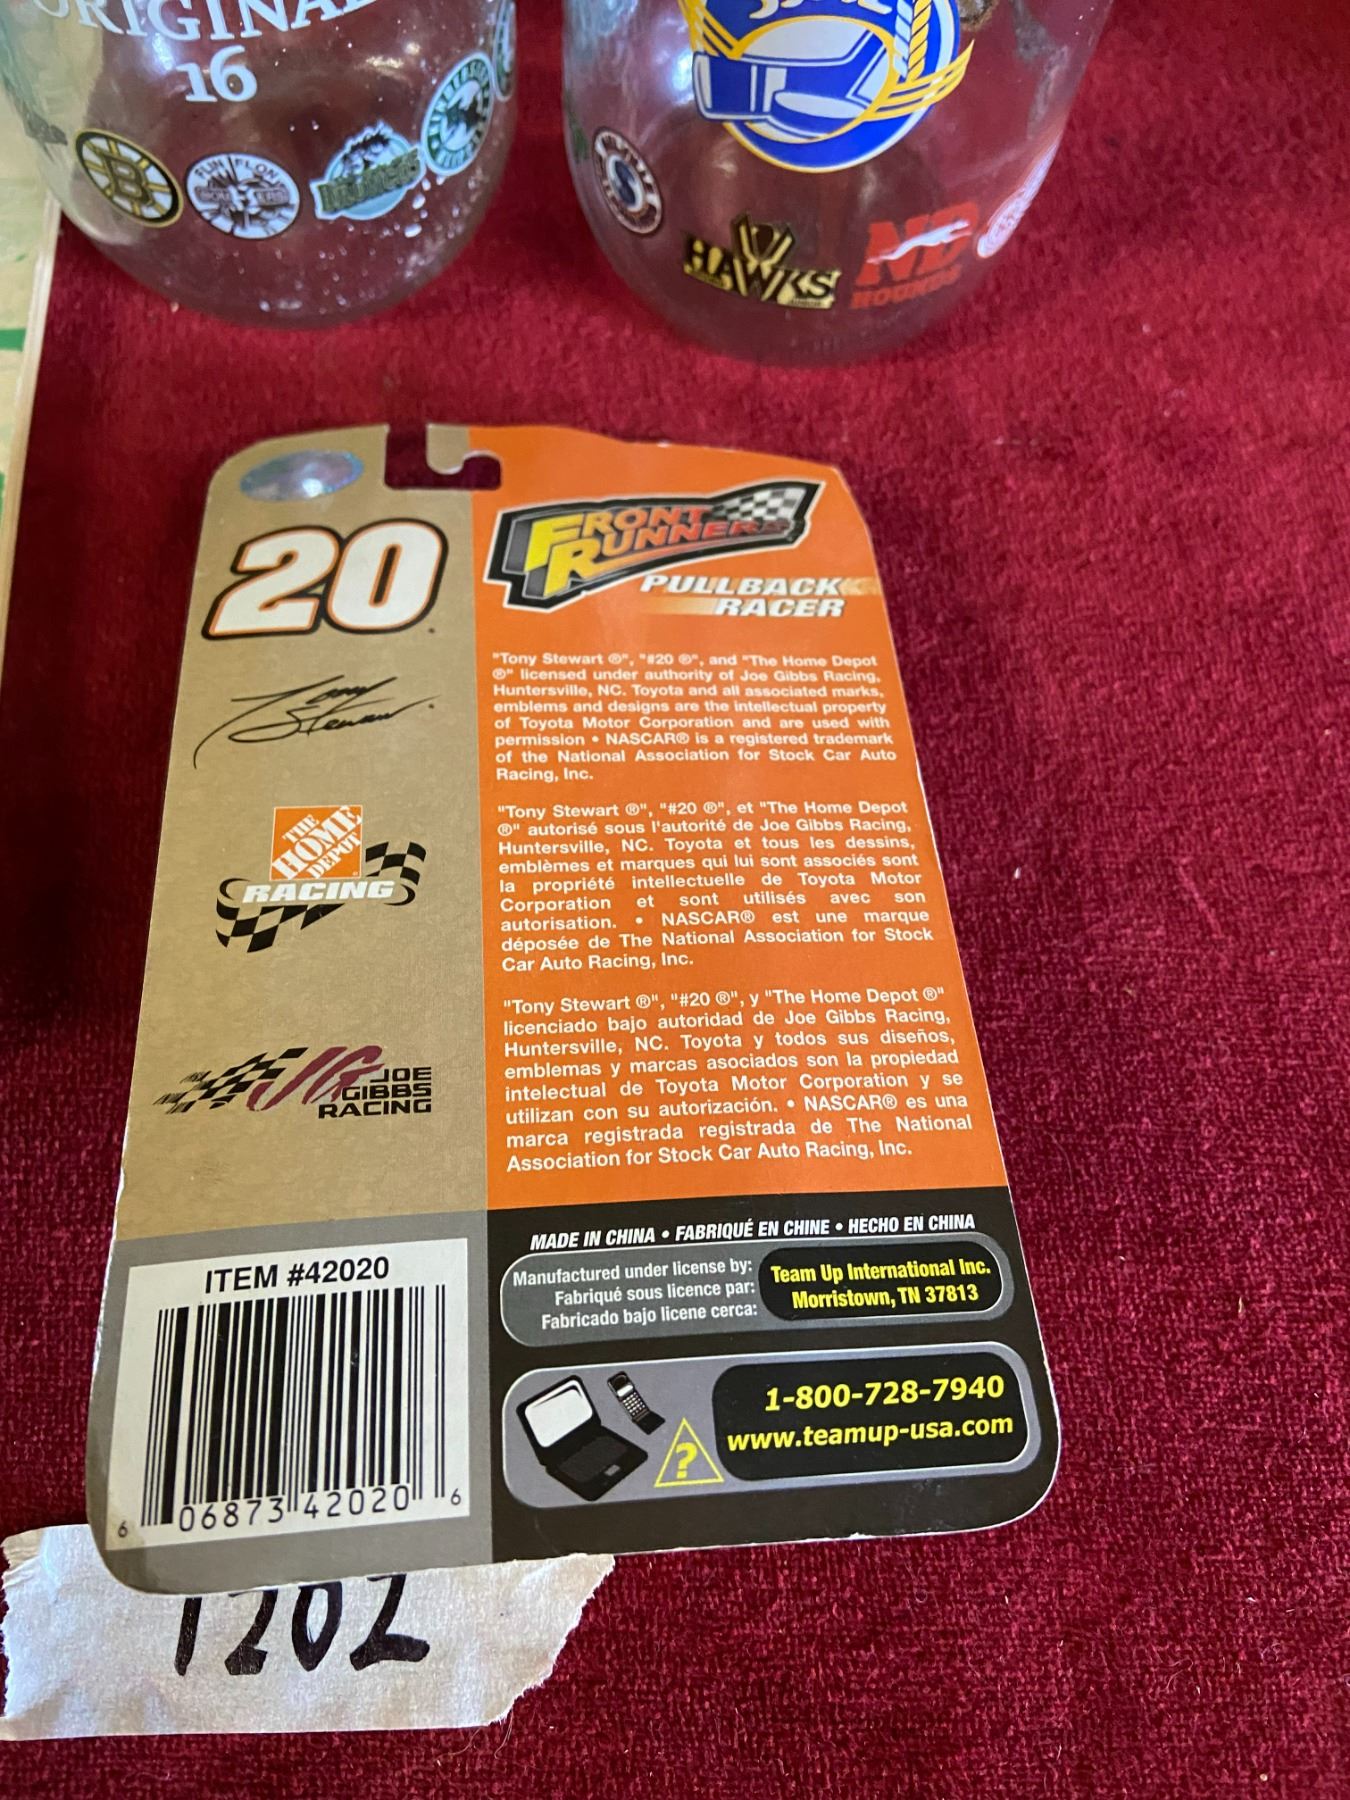 ORIGINAL
16
B
FLIN FLON
BRONCOS
S
HAWKS
ND
HOUNDS
20
FRONT
RUNNERS
PULLBACK
RACER
Tony Stewart
THE
HOME
DEPOT
RACING
JG JOE
GIBBS
RACING
"Tony Stewart ®", "#20 ®", and "The Home Depot
®" licensed under authority of Joe Gibbs Racing,
Huntersville, NC. Toyota and all associated marks,
emblems and designs are the intellectual property
of Toyota Motor Corporation and are used with
permission • NASCAR® is a registered trademark
of the National Association for Stock Car Auto
Racing, Inc.
"Tony Stewart ®", "#20 ®", et "The Home Depot
®" autorisé sous l'autorité de Joe Gibbs Racing,
Huntersville, NC. Toyota et tous les dessins,
emblèmes et marques qui lui sont associés sont
la propriété intellectuelle de Toyota Motor
Corporation et sont utilisés avec son
autorisation. • NASCAR® est une marque
déposée de The National Association for Stock
Car Auto Racing, Inc.
"Tony Stewart ®", "#20 ®", y "The Home Depot ®"
licenciado bajo autoridad de Joe Gibbs Racing,
Huntersville, NC. Toyota y todos sus diseños,
emblemas y marcas asociados son la propiedad
intelectual de Toyota Motor Corporation y se
utilizan con su autorización. • NASCAR® es una
marca registrada registrada de The National
Association for Stock Car Auto Racing, Inc.
MADE IN CHINA • FABRIQUÉ EN CHINE • HECHO EN CHINA
Manufactured under license by:
Fabriqué sous licence par:
Fabricado bajo licene cerca:
Team Up International Inc.
Morristown, TN 37813
?
1-800-728-7940
www.teamup-usa.com
ITEM #42020
6 06873 42020 6
1202